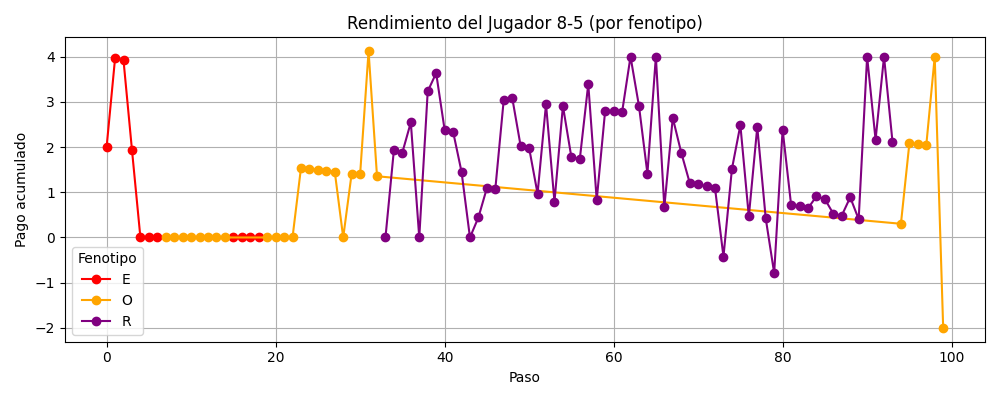 Rendimiento del Jugador 8-5 (por fenotipo)
Pago acumulado
4
3
2
1
0
−1
−2
Fenotipo
E
O
R
0
20
40
60
80
100
Paso